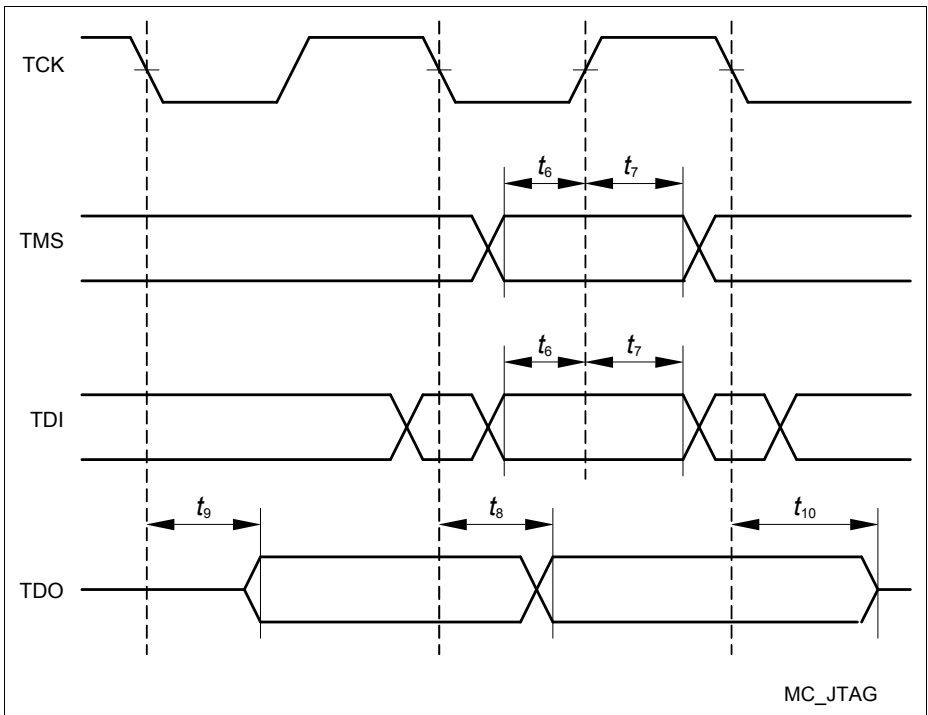 TCK
t6 t7
TMS
t6 t7
TDI
t9 t8 t10
TDO
MC_JTAG